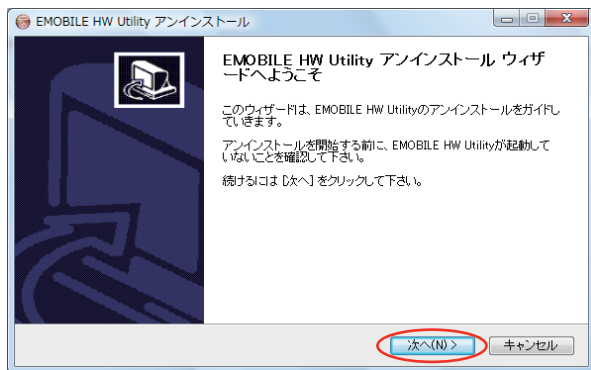 EMOBILE HW Utility アンインストール
EMOBILE HW Utility アンインストール ウィザ
ードへようこそ
このウィザードは、EMOBILE HW Utilityのアンインストールをガイドし
ていきます。
アンインストールを開始する前に、EMOBILE HW Utilityが起動して
いないことを確認して下さい。
続けるには [次へ] をクリックして下さい。
次へ(N) >
キャンセル